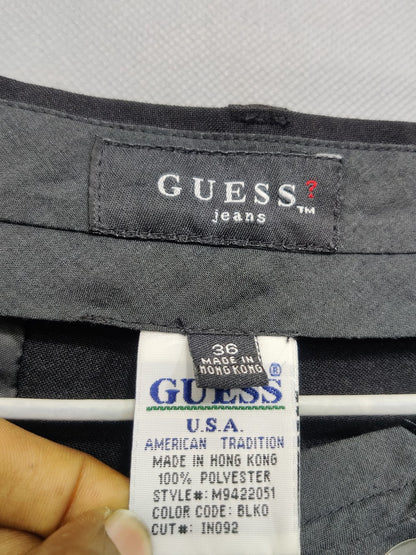 GUESS?™
jeans
36
MADE IN
HONG KONG
GUESS®
U.S.A.
AMERICAN TRADITION
MADE IN HONG KONG
100% POLYESTER
STYLE#: M9422051
COLOR CODE: BLKO
CUT#: IN092